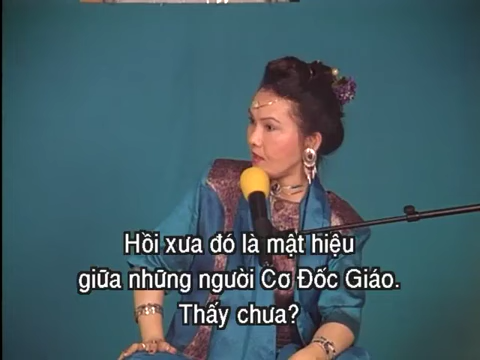 Hồi xưa đó là mật hiệu
giữa những người Cơ Đốc Giáo.
Thấy chưa?